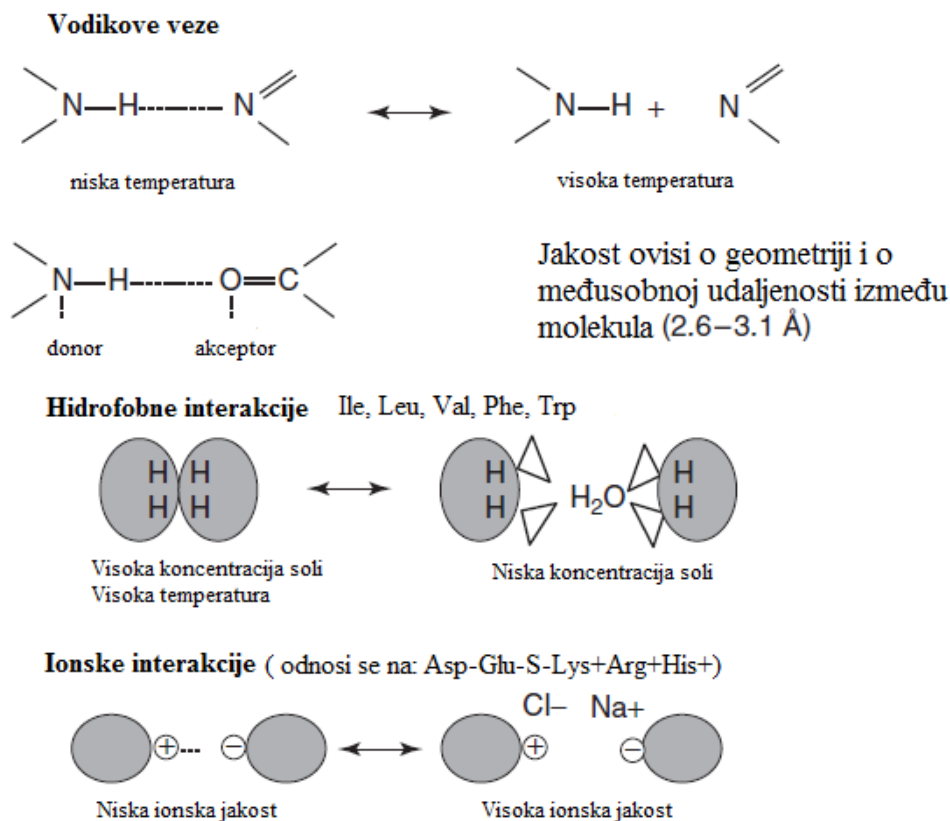 Vodikove veze
N—H--------N
N—H + N
niska temperatura
visoka temperatura
N—H--------O=C
donor
akceptor
Jakost ovisi o geometriji i o
međusobnoj udaljenosti između
molekula (2.6–3.1 Å)
Hidrofobne interakcije Ile, Leu, Val, Phe, Trp
H H
H H
H
H
H₂O
H
H
Visoka koncentracija soli
Visoka temperatura
Niska koncentracija soli
Ionske interakcije ( odnosi se na: Asp-Glu-S-Lys+Arg+His+)
Cl– Na+
+--- −
+ −
Niska ionska jakost
Visoka ionska jakost